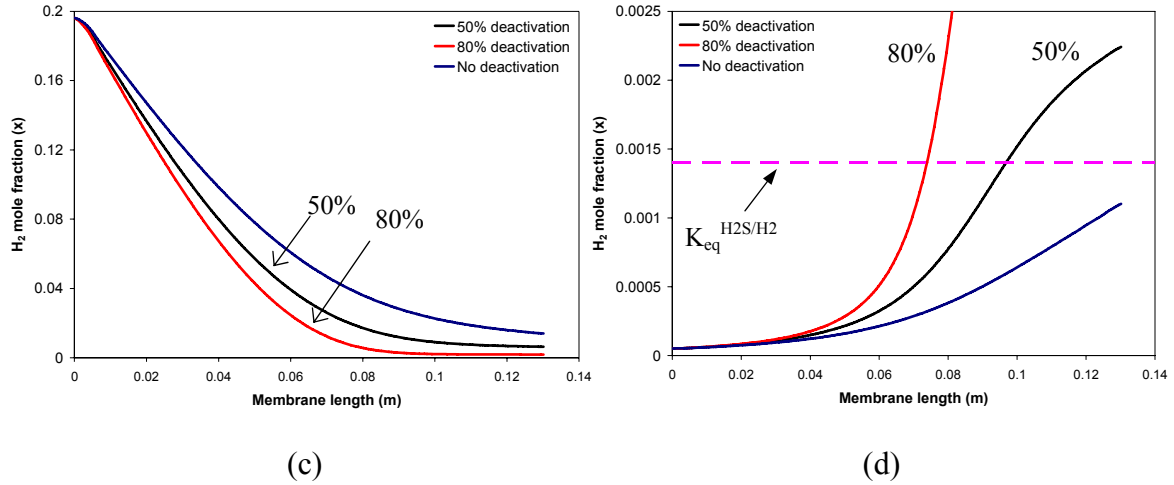 0.2
0.16
0.12
0.08
0.04
0
H2 mole fraction (x)
50% deactivation
80% deactivation
No deactivation
50%
80%
0 0.02 0.04 0.06 0.08 0.1 0.12 0.14
Membrane length (m)
(c)
0.0025
0.002
0.0015
0.001
0.0005
0
H2 mole fraction (x)
50% deactivation
80% deactivation
No deactivation
80%
50%
Keq H2S/H2
0 0.02 0.04 0.06 0.08 0.1 0.12 0.14
Membrane length (m)
(d)